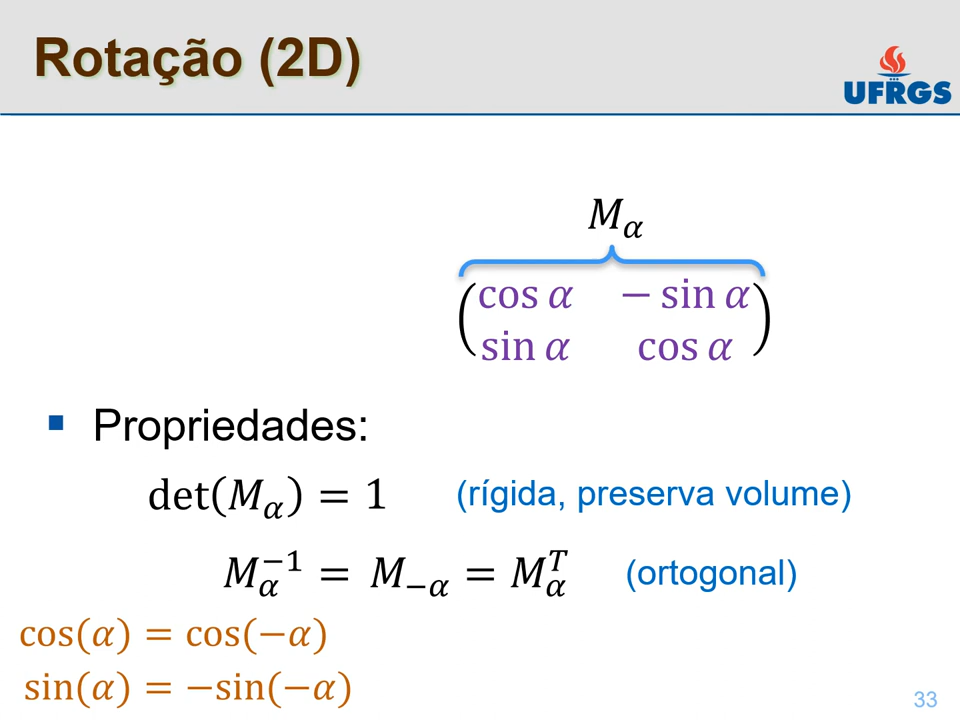 Rotação (2D)
UFRGS
M_α
cos α − sin α
sin α cos α
Propriedades:
det(M_α) = 1 (rígida, preserva volume)
M_α^−1 = M_−α = M_α^T (ortogonal)
cos(α) = cos(−α)
sin(α) = −sin(−α)
33